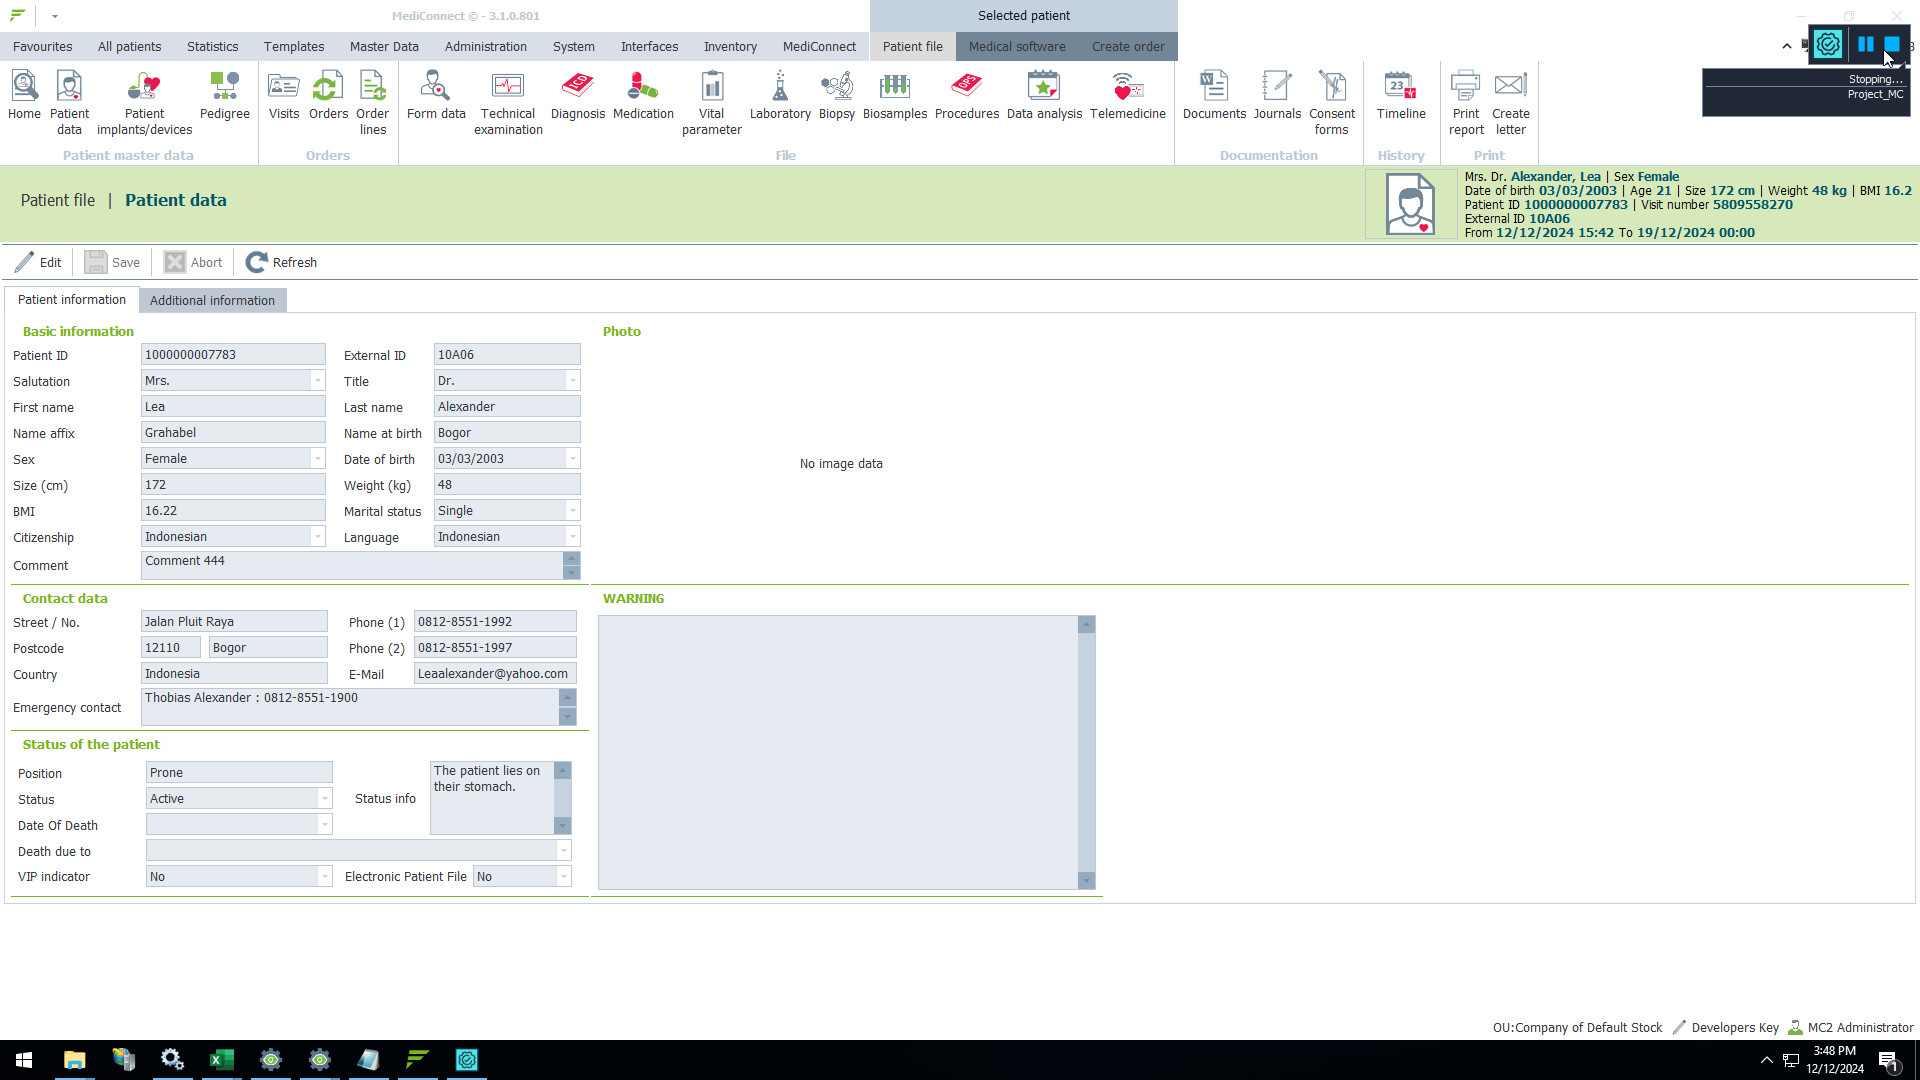 MediConnect © - 3.1.0.801
Selected patient
Favourites All patients Statistics Templates Master Data Administration System Interfaces Inventory MediConnect Patient file Medical software Create order
Stopping...
Project_MC
Home Patient data Patient implants/devices Pedigree Visits Orders Order lines Form data Technical examination Diagnosis Medication Vital parameter Laboratory Biopsy Biosamples Procedures Data analysis Telemedicine Documents Journals Consent forms Timeline Print report Create letter
Patient master data Orders File Documentation History Print
Patient file | Patient data
Mrs. Dr. Alexander, Lea | Sex Female
Date of birth 03/03/2003 | Age 21 | Size 172 cm | Weight 48 kg | BMI 16.2
Patient ID 1000000007783 | Visit number 5809558270
External ID 10A06
From 12/12/2024 15:42 To 19/12/2024 00:00
Edit Save Abort Refresh
Patient information Additional information
Basic information
Patient ID 1000000007783 External ID 10A06
Salutation Mrs. Title Dr.
First name Lea Last name Alexander
Name affix Grahabel Name at birth Bogor
Sex Female Date of birth 03/03/2003
Size (cm) 172 Weight (kg) 48
BMI 16.22 Marital status Single
Citizenship Indonesian Language Indonesian
Comment Comment 444
Photo
No image data
Contact data
Street / No. Jalan Pluit Raya Phone (1) 0812-8551-1992
Postcode 12110 Bogor Phone (2) 0812-8551-1997
Country Indonesia E-Mail Leaalexander@yahoo.com
Emergency contact Thobias Alexander : 0812-8551-1900
WARNING
Status of the patient
Position Prone
Status Active Status info The patient lies on their stomach.
Date Of Death
Death due to
VIP indicator No Electronic Patient File No
OU:Company of Default Stock Developers Key MC2 Administrator
3:48 PM
12/12/2024
1